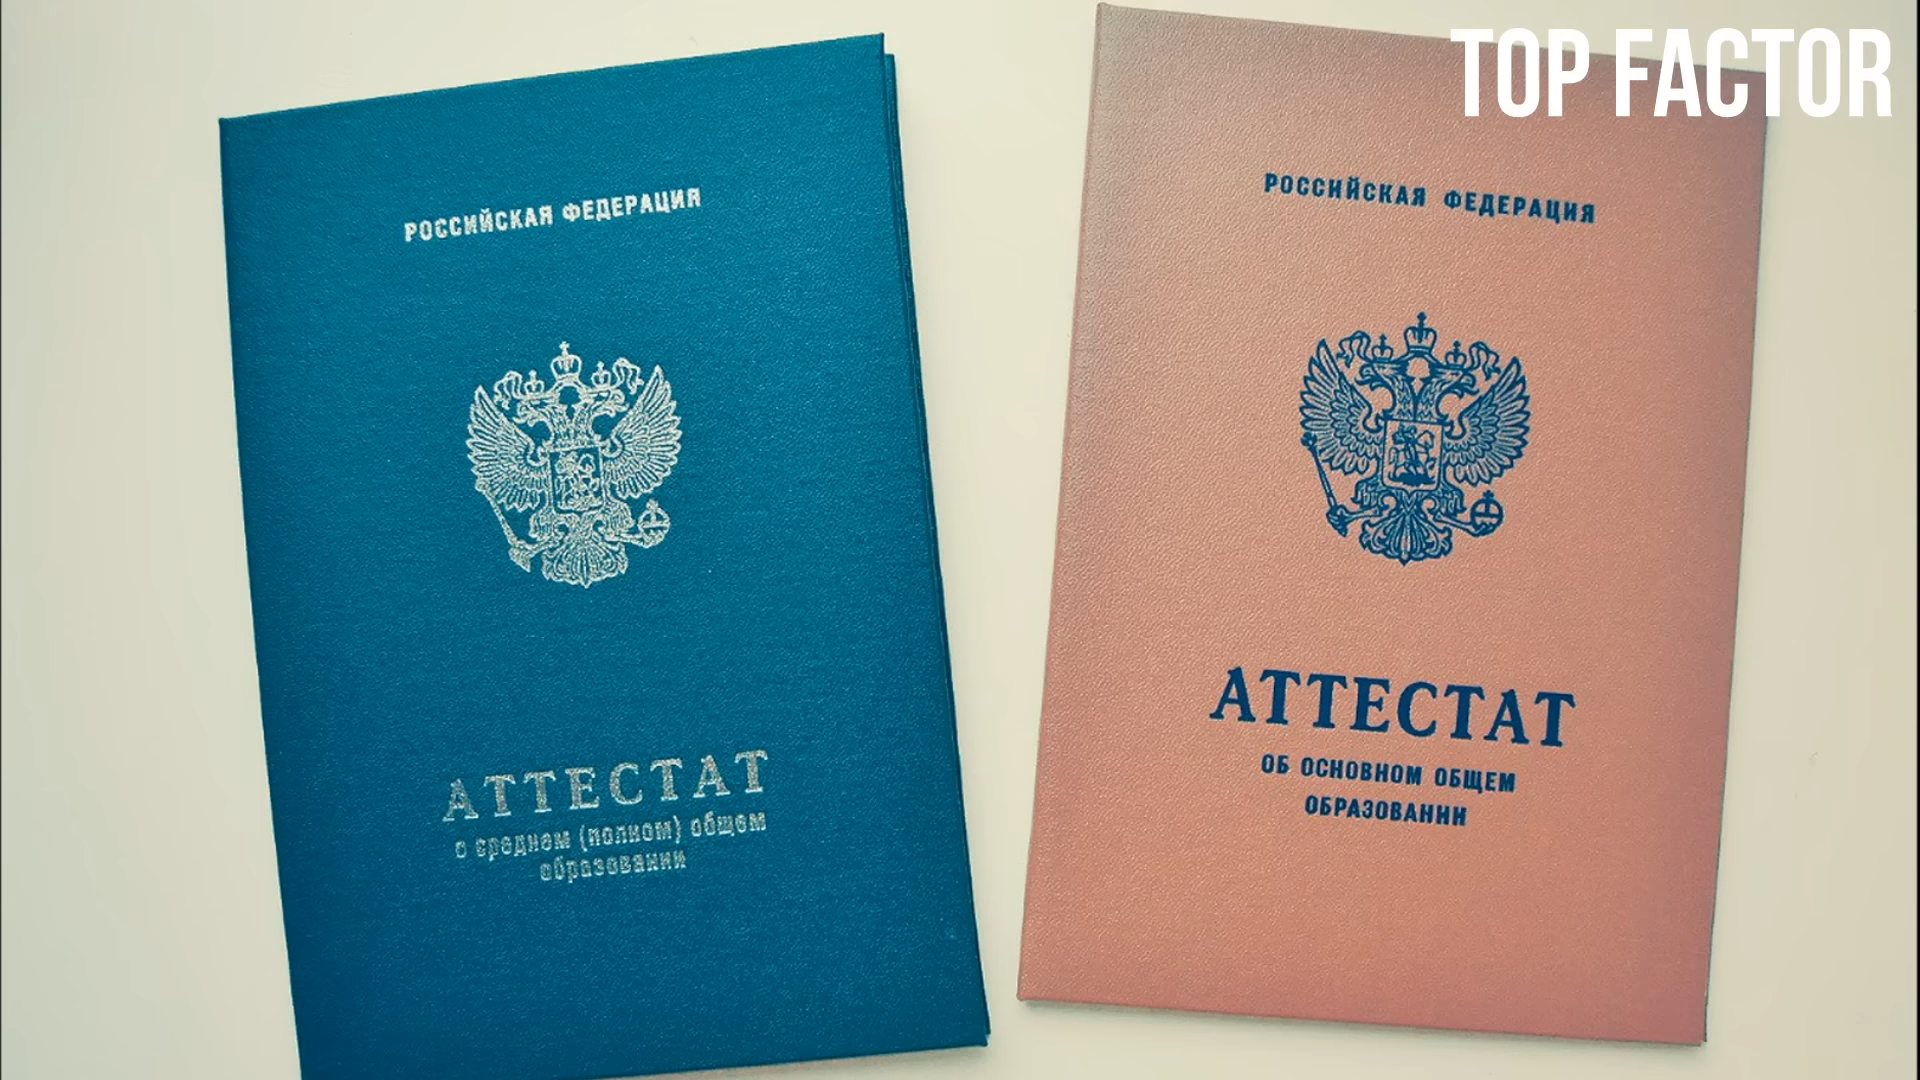 TOP FACTOR
РОССИЙСКАЯ ФЕДЕРАЦИЯ
АТТЕСТАТ
о среднем (полном) общем
образовании
РОССИЙСКАЯ ФЕДЕРАЦИЯ
АТТЕСТАТ
ОБ ОСНОВНОМ ОБЩЕМ
ОБРАЗОВАНИИ